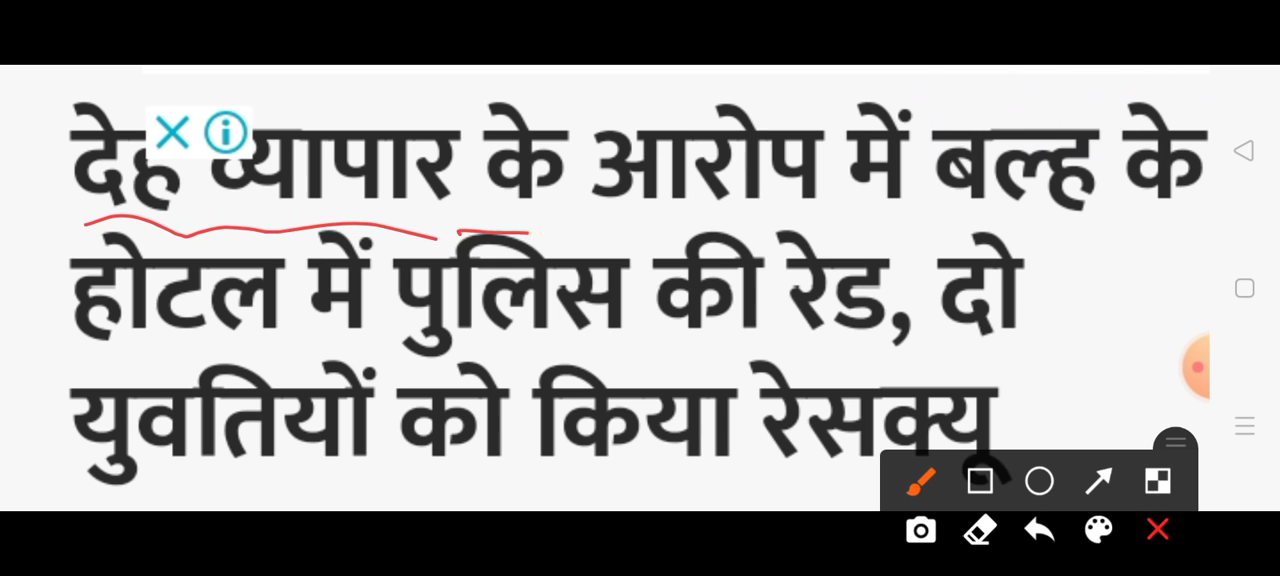 देह व्यापार के आरोप में बल्ह के
होटल में पुलिस की रेड, दो
युवतियों को किया रेसक्यू